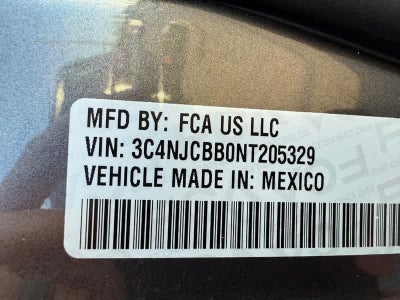 MFD BY: FCA US LLC
VIN: 3C4NJCBB0NT205329
VEHICLE MADE IN: MEXICO